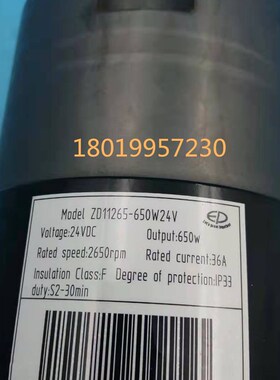 18019957230
Model ZD11265-650W24V
Voltage:24VDC Output:650w
Rated speed:2650rpm Rated current:36A
Insulation Class:F Degree of protection:IP33
duty:S2-30min